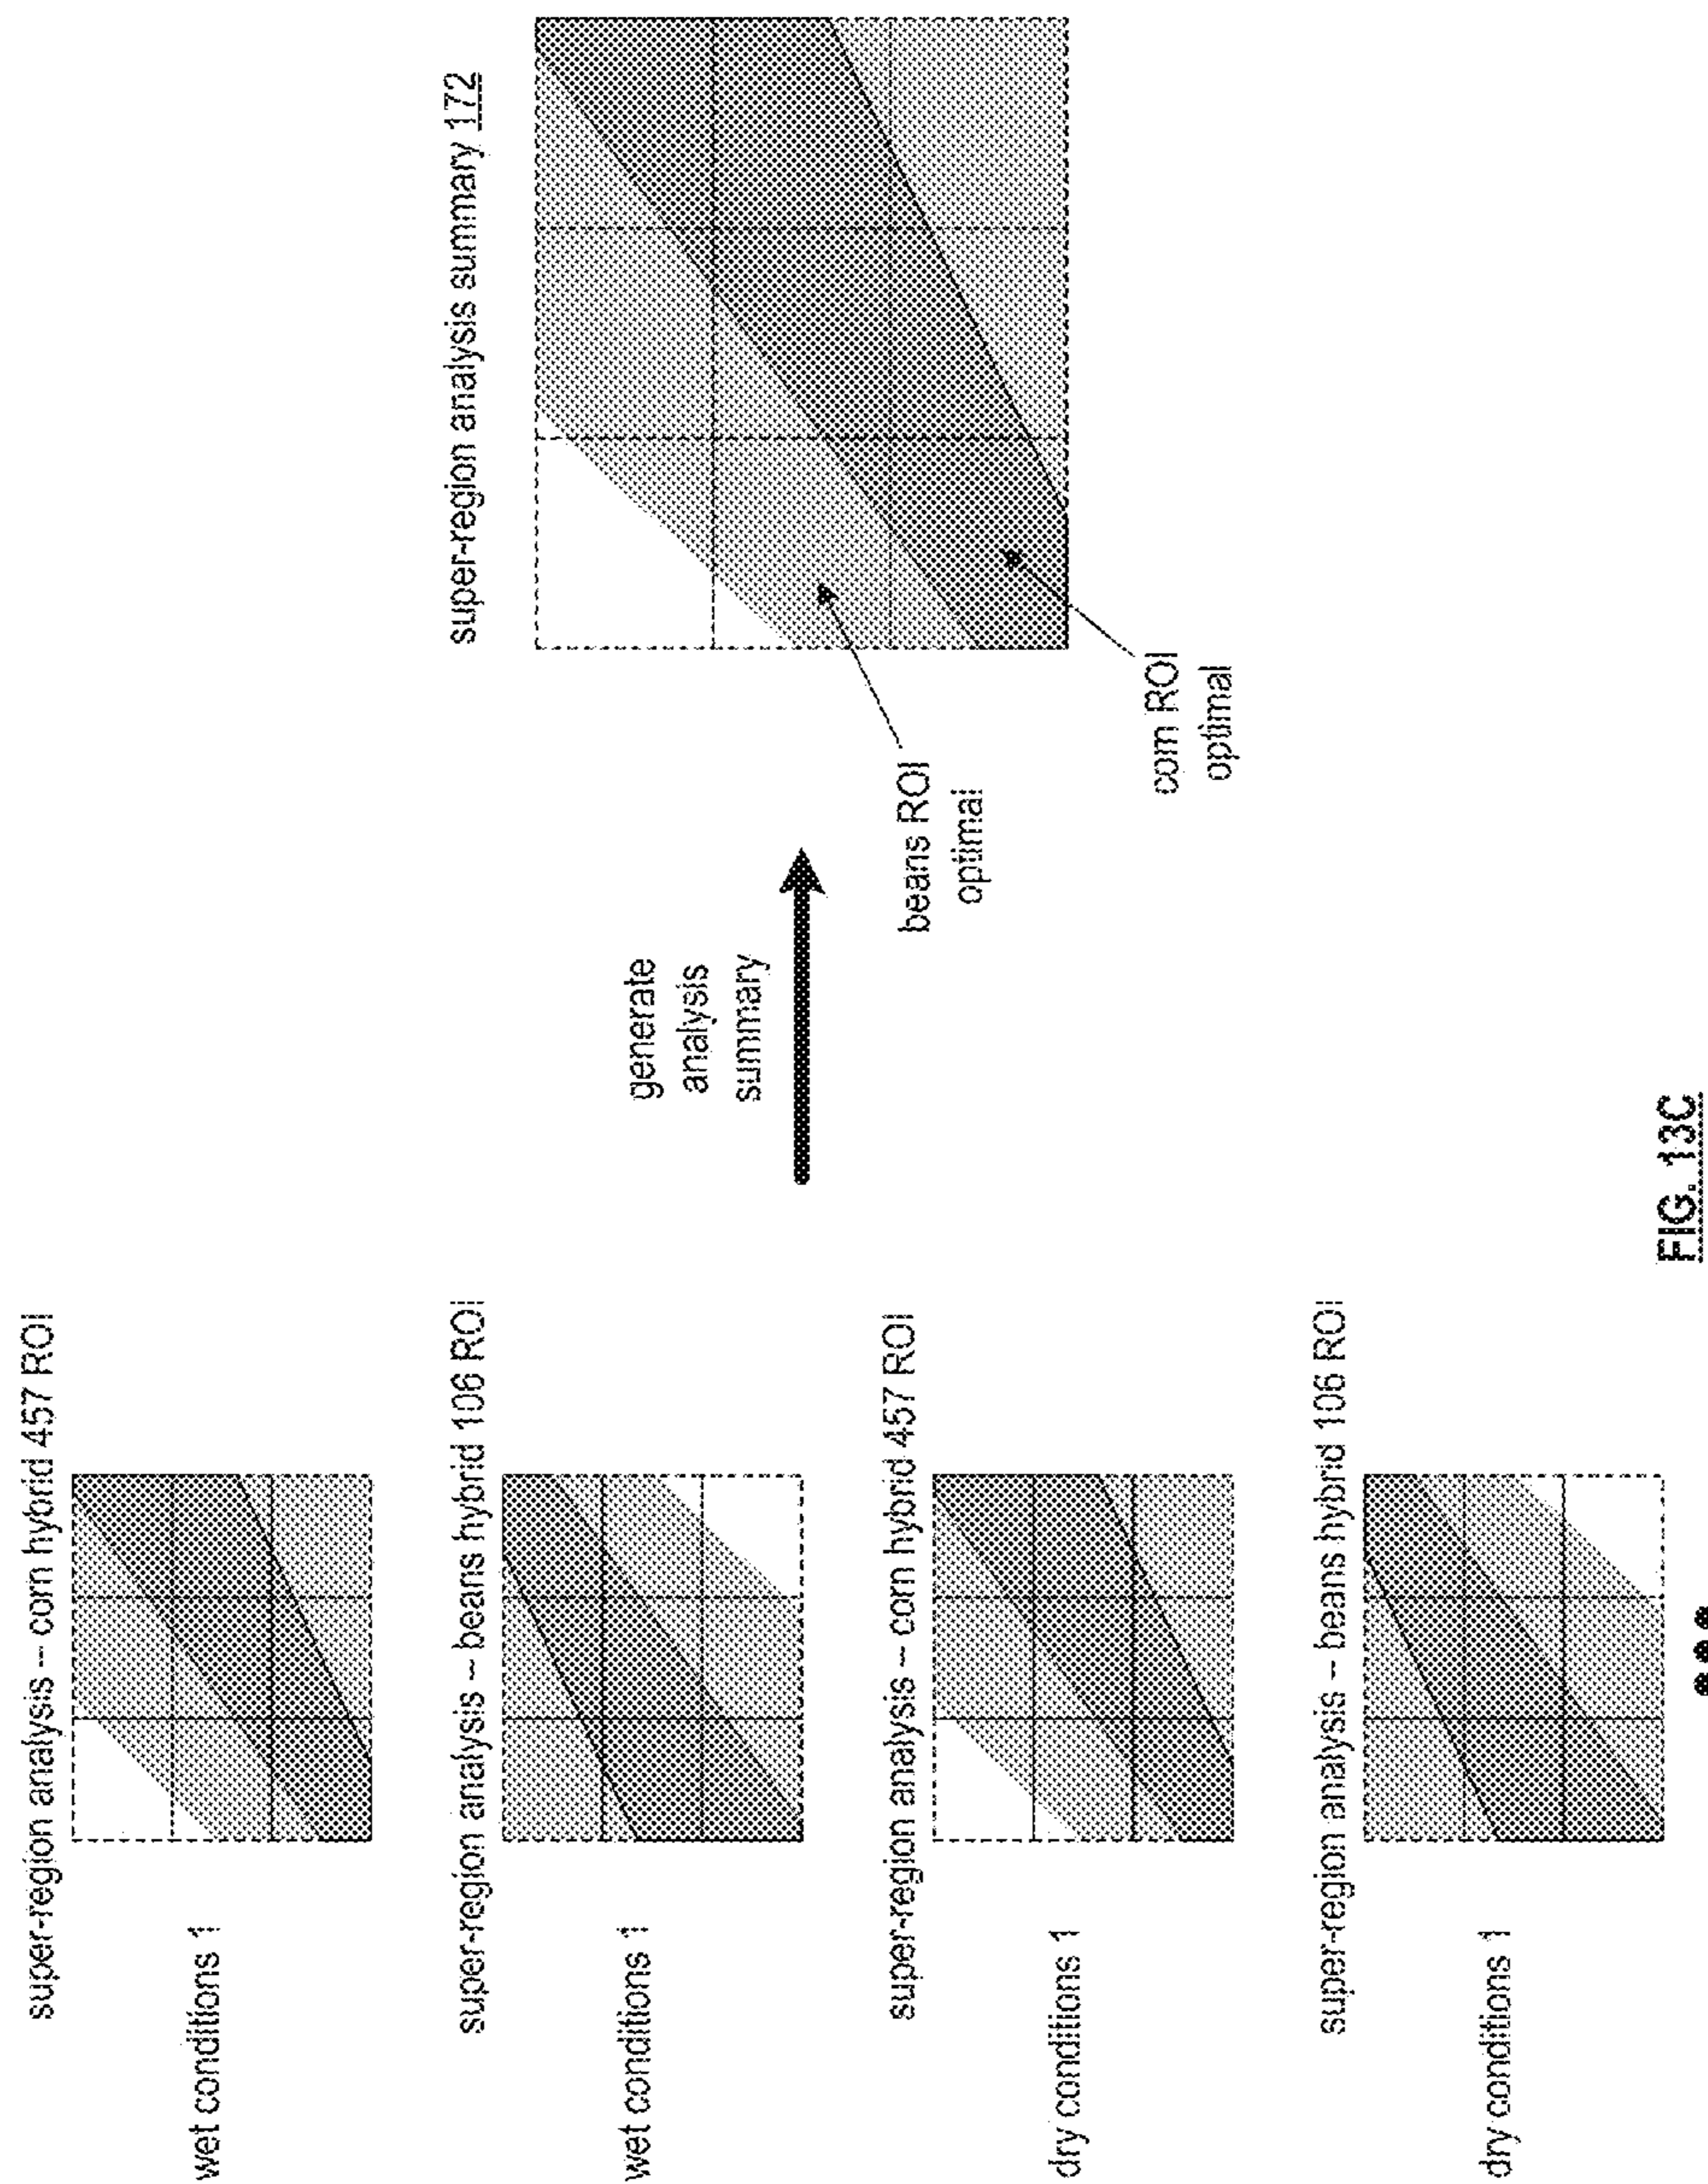 super-region analysis – corn hybrid 457 ROI
wet conditions 1
super-region analysis – beans hybrid 106 ROI
wet conditions 1
super-region analysis – corn hybrid 457 ROI
dry conditions 1
super-region analysis – beans hybrid 106 ROI
dry conditions 1
generate
analysis
summary
super-region analysis summary 172
beans ROI
optimal
corn ROI
optimal
FIG. 13C